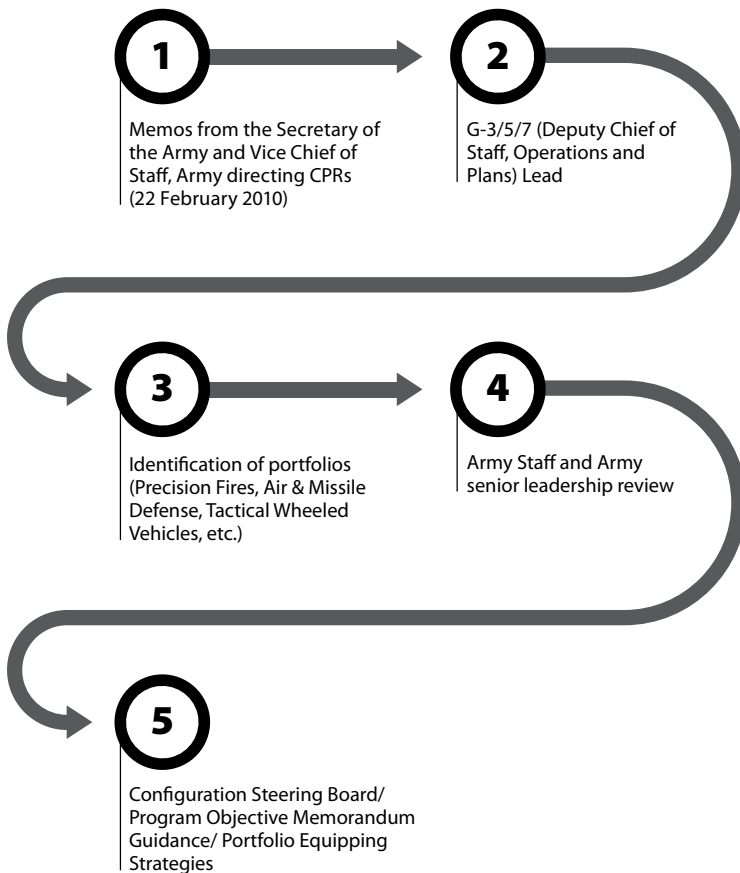 1
Memos from the Secretary of
the Army and Vice Chief of
Staff, Army directing CPRs
(22 February 2010)
2
G-3/5/7 (Deputy Chief of
Staff, Operations and
Plans) Lead
3
Identification of portfolios
(Precision Fires, Air & Missile
Defense, Tactical Wheeled
Vehicles, etc.)
4
Army Staff and Army
senior leadership review
5
Configuration Steering Board/
Program Objective Memorandum
Guidance/ Portfolio Equipping
Strategies